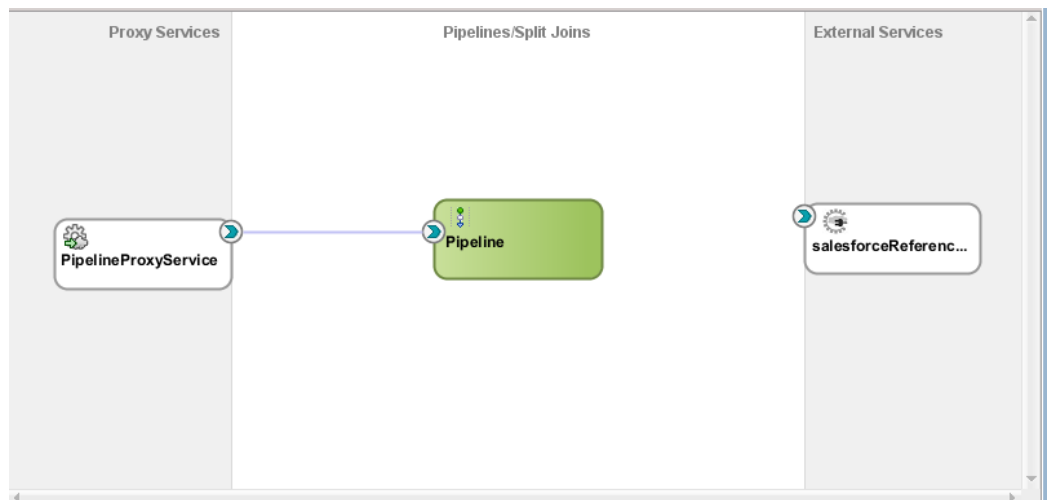 Proxy Services
Pipelines/Split Joins
External Services
PipelineProxyService
Pipeline
salesforceReferenc...